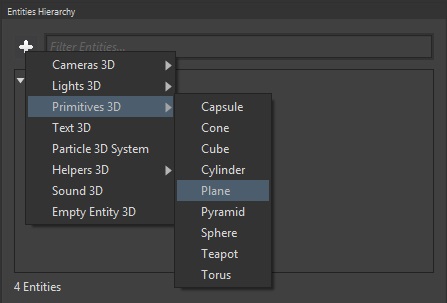 Entities Hierarchy
Filter Entities...
Cameras 3D
Lights 3D
Primitives 3D
Text 3D
Particle 3D System
Helpers 3D
Sound 3D
Empty Entity 3D
Capsule
Cone
Cube
Cylinder
Plane
Pyramid
Sphere
Teapot
Torus
4 Entities